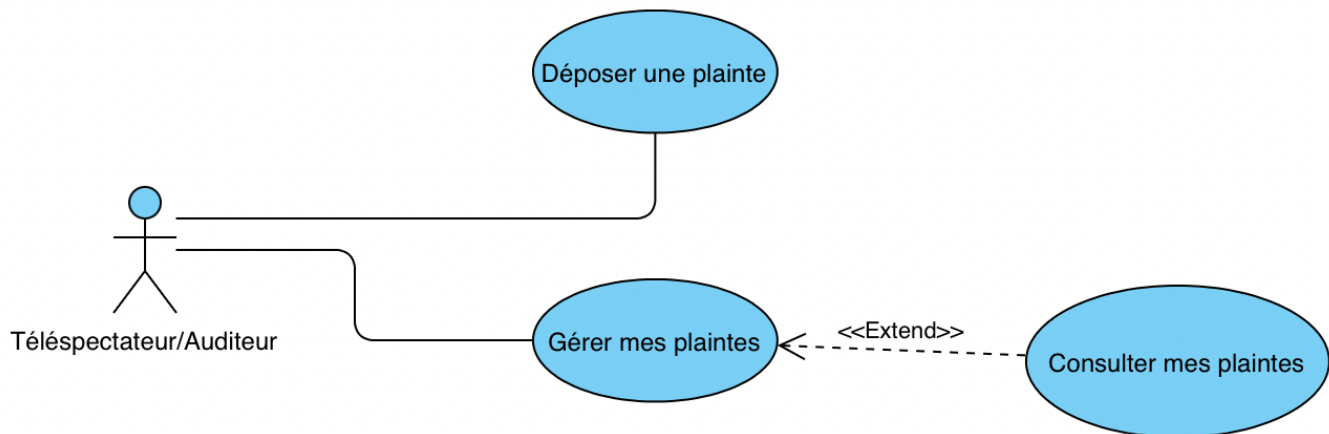 Déposer une plainte
Téléspectateur/Auditeur
Gérer mes plaintes
<<Extend>>
Consulter mes plaintes